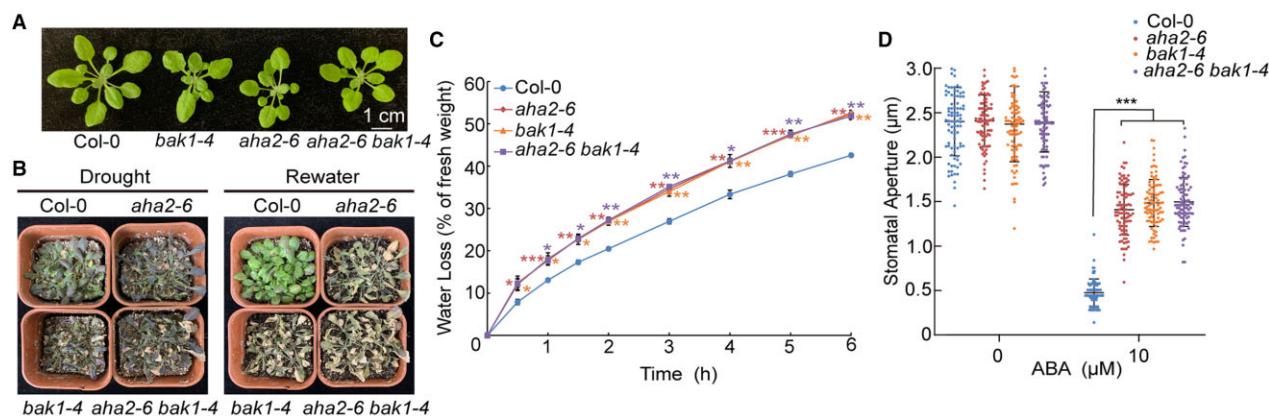 A
1 cm
Col-0 bak1-4 aha2-6 aha2-6 bak1-4
B
Drought Rewater
Col-0 aha2-6 Col-0 aha2-6
bak1-4 aha2-6 bak1-4 bak1-4 aha2-6 bak1-4
C
Water Loss (% of fresh weight)
60
50
40
30
20
10
0
Col-0
aha2-6
bak1-4
aha2-6 bak1-4
1 2 3 4 5 6
Time (h)
D
Col-0
aha2-6
bak1-4
aha2-6 bak1-4
Stomatal Aperture (µm)
3.0
2.0
1.5
1.0
0.5
0
***
0 10
ABA (µM)